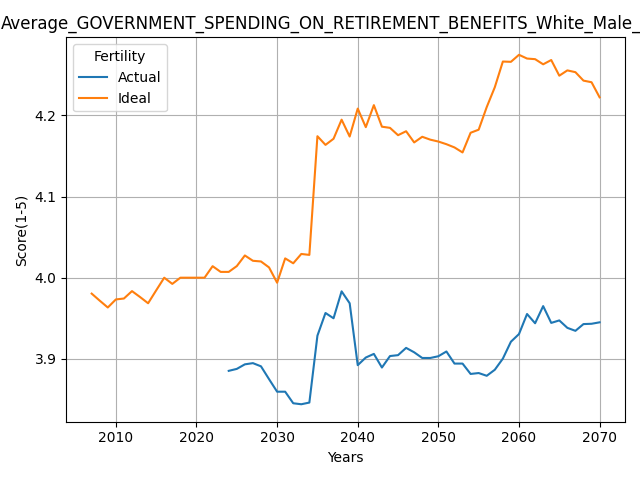 Average_GOVERNMENT_SPENDING_ON_RETIREMENT_BENEFITS_White_Male_
Fertility
Actual
Ideal
4.2
4.1
4.0
3.9
Score(1-5)
2010 2020 2030 2040 2050 2060 2070
Years